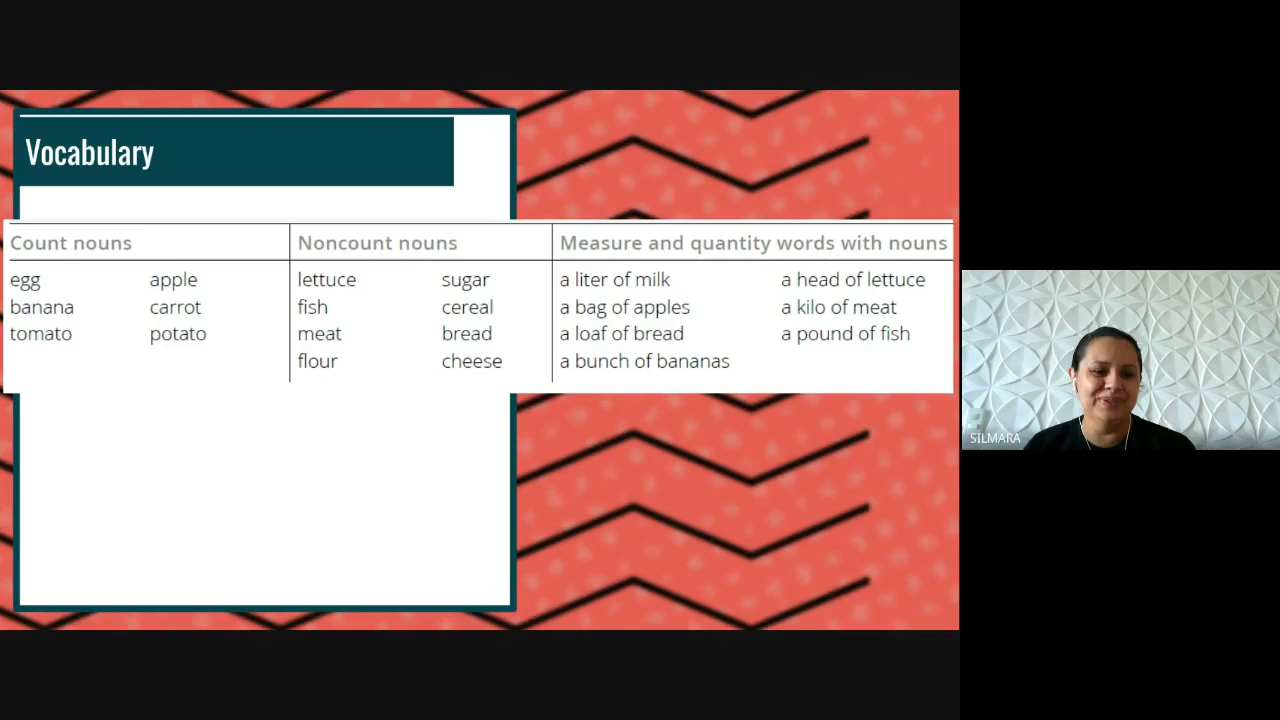 Vocabulary
Count nouns Noncount nouns Measure and quantity words with nouns
egg apple lettuce sugar a liter of milk a head of lettuce
banana carrot fish cereal a bag of apples a kilo of meat
tomato potato meat bread a loaf of bread a pound of fish
flour cheese a bunch of bananas
SILMARA